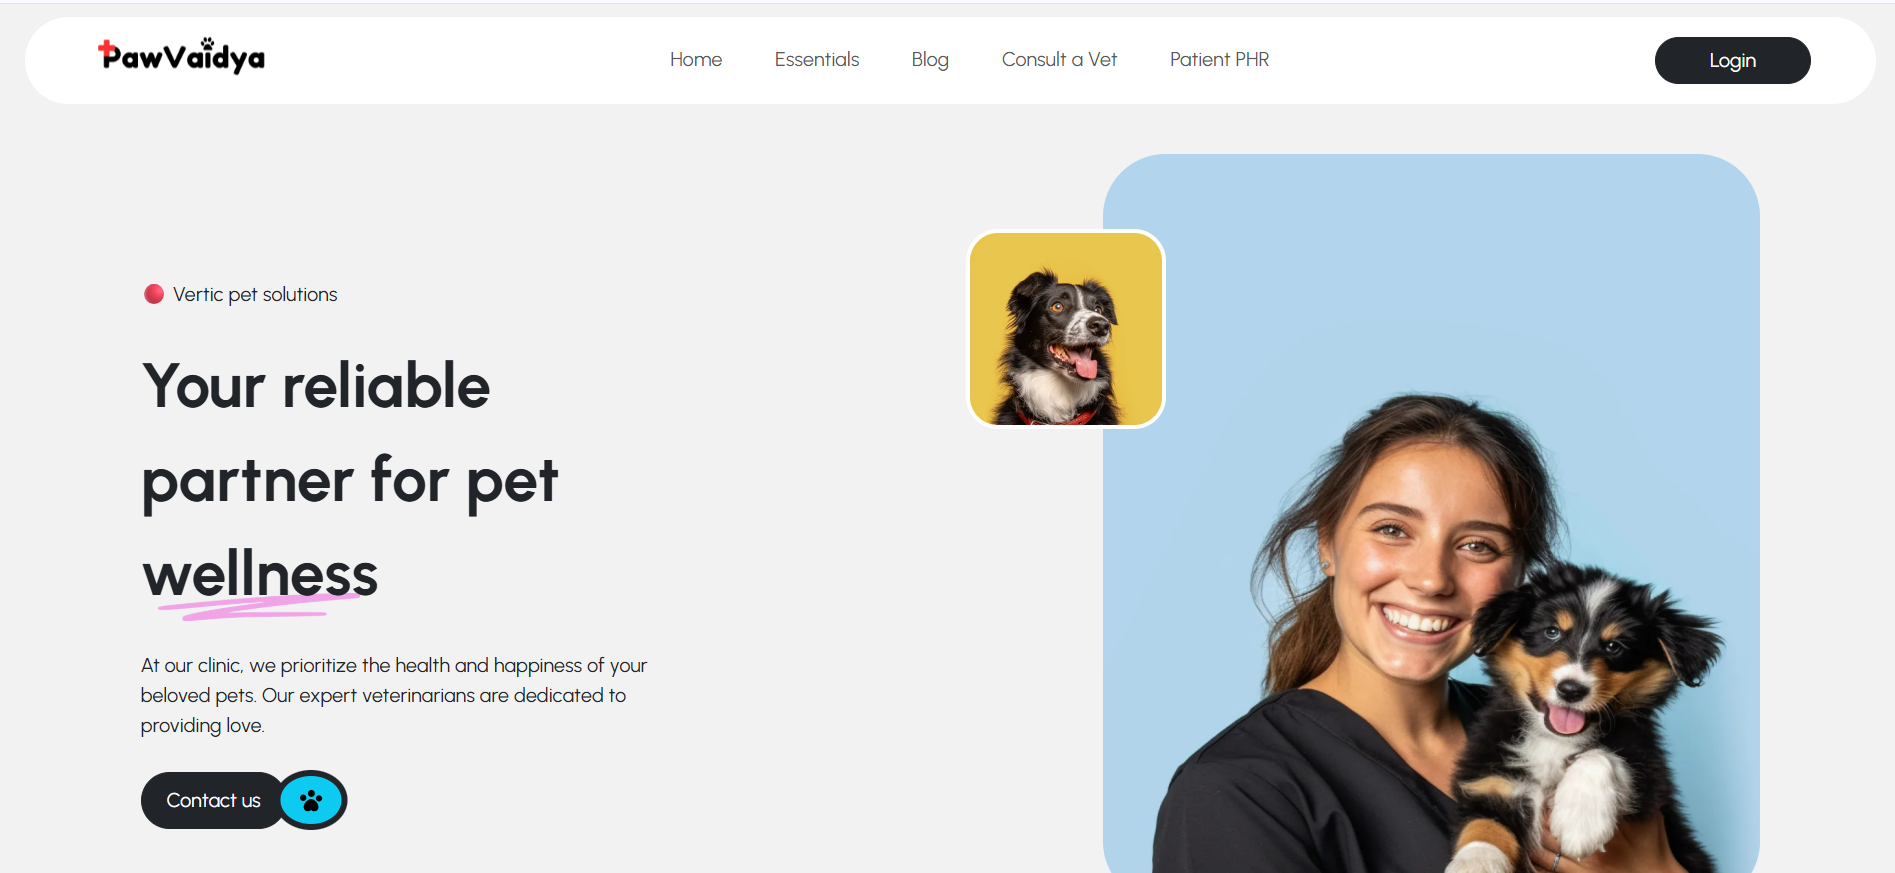 PawVaidya
Home
Essentials
Blog
Consult a Vet
Patient PHR
Login
Vertic pet solutions
Your reliable
partner for pet
wellness
At our clinic, we prioritize the health and happiness of your
beloved pets. Our expert veterinarians are dedicated to
providing love.
Contact us